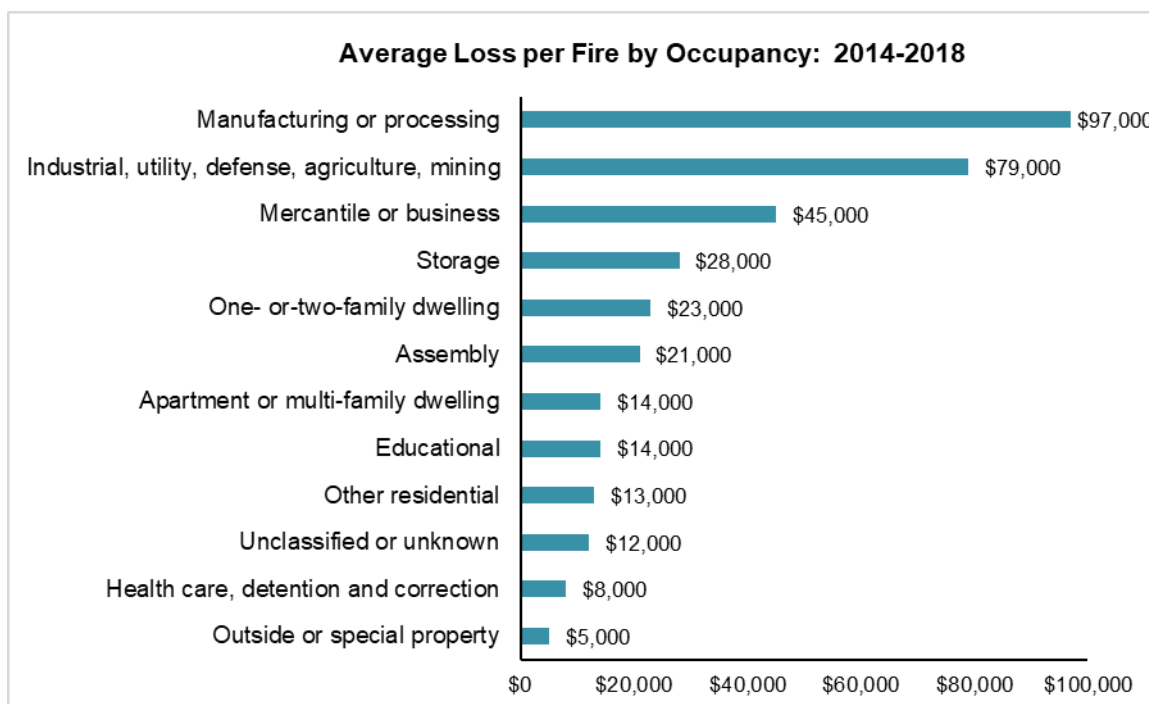 Average Loss per Fire by Occupancy: 2014-2018
Manufacturing or processing $97,000
Industrial, utility, defense, agriculture, mining $79,000
Mercantile or business $45,000
Storage $28,000
One- or-two-family dwelling $23,000
Assembly $21,000
Apartment or multi-family dwelling $14,000
Educational $14,000
Other residential $13,000
Unclassified or unknown $12,000
Health care, detention and correction $8,000
Outside or special property $5,000
$0 $20,000 $40,000 $60,000 $80,000 $100,000